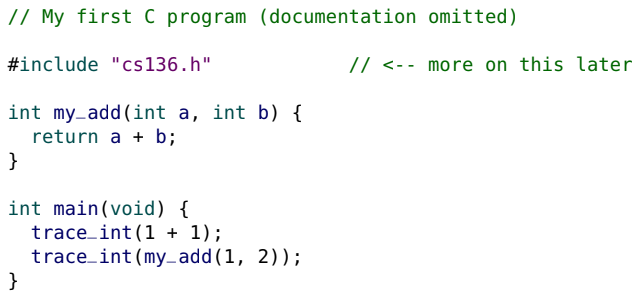 // My first C program (documentation omitted)
#include "cs136.h" // <-- more on this later
int my_add(int a, int b) {
return a + b;
}
int main(void) {
trace_int(1 + 1);
trace_int(my_add(1, 2));
}